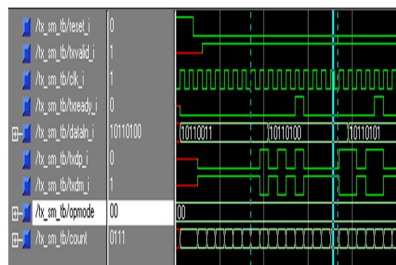 /tx_sm_tb/reset_i 0
/tx_sm_tb/txvalid_i 1
/tx_sm_tb/clk_i 1
/tx_sm_tb/txready_i 0
/tx_sm_tb/datain_i 10110100 10110011 10110100 10110101
/tx_sm_tb/txdp_i 0
/tx_sm_tb/txdm_i 1
/tx_sm_tb/opmode 00 00
/tx_sm_tb/count 0111